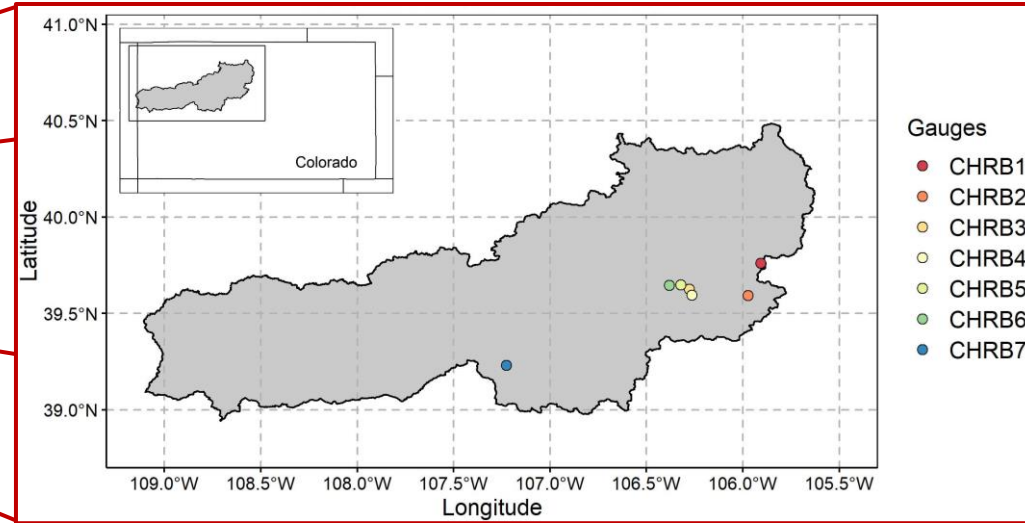 41.0°N
40.5°N
40.0°N
39.5°N
39.0°N
Latitude
Colorado
109.0°W 108.5°W 108.0°W 107.5°W 107.0°W 106.5°W 106.0°W 105.5°W
Longitude
Gauges
CHRB1
CHRB2
CHRB3
CHRB4
CHRB5
CHRB6
CHRB7